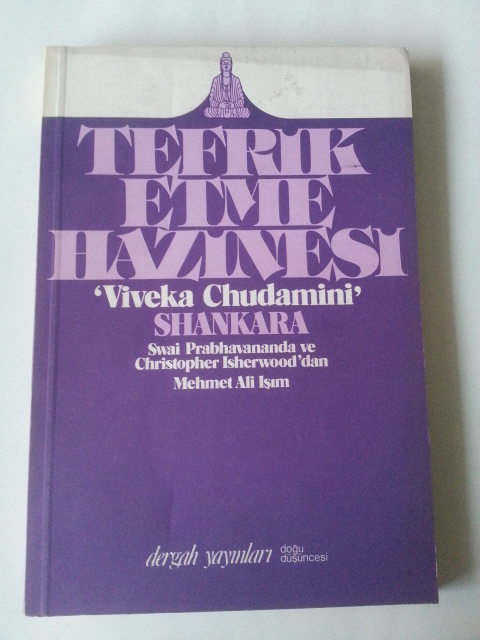 TEFRİK
ETME
HAZİNESİ
‘Viveka Chudamini’
SHANKARA
Swai Prabhavananda ve
Christopher Isherwood'dan
Mehmet Ali Işım
dergah yayınları
doğu
düşüncesi